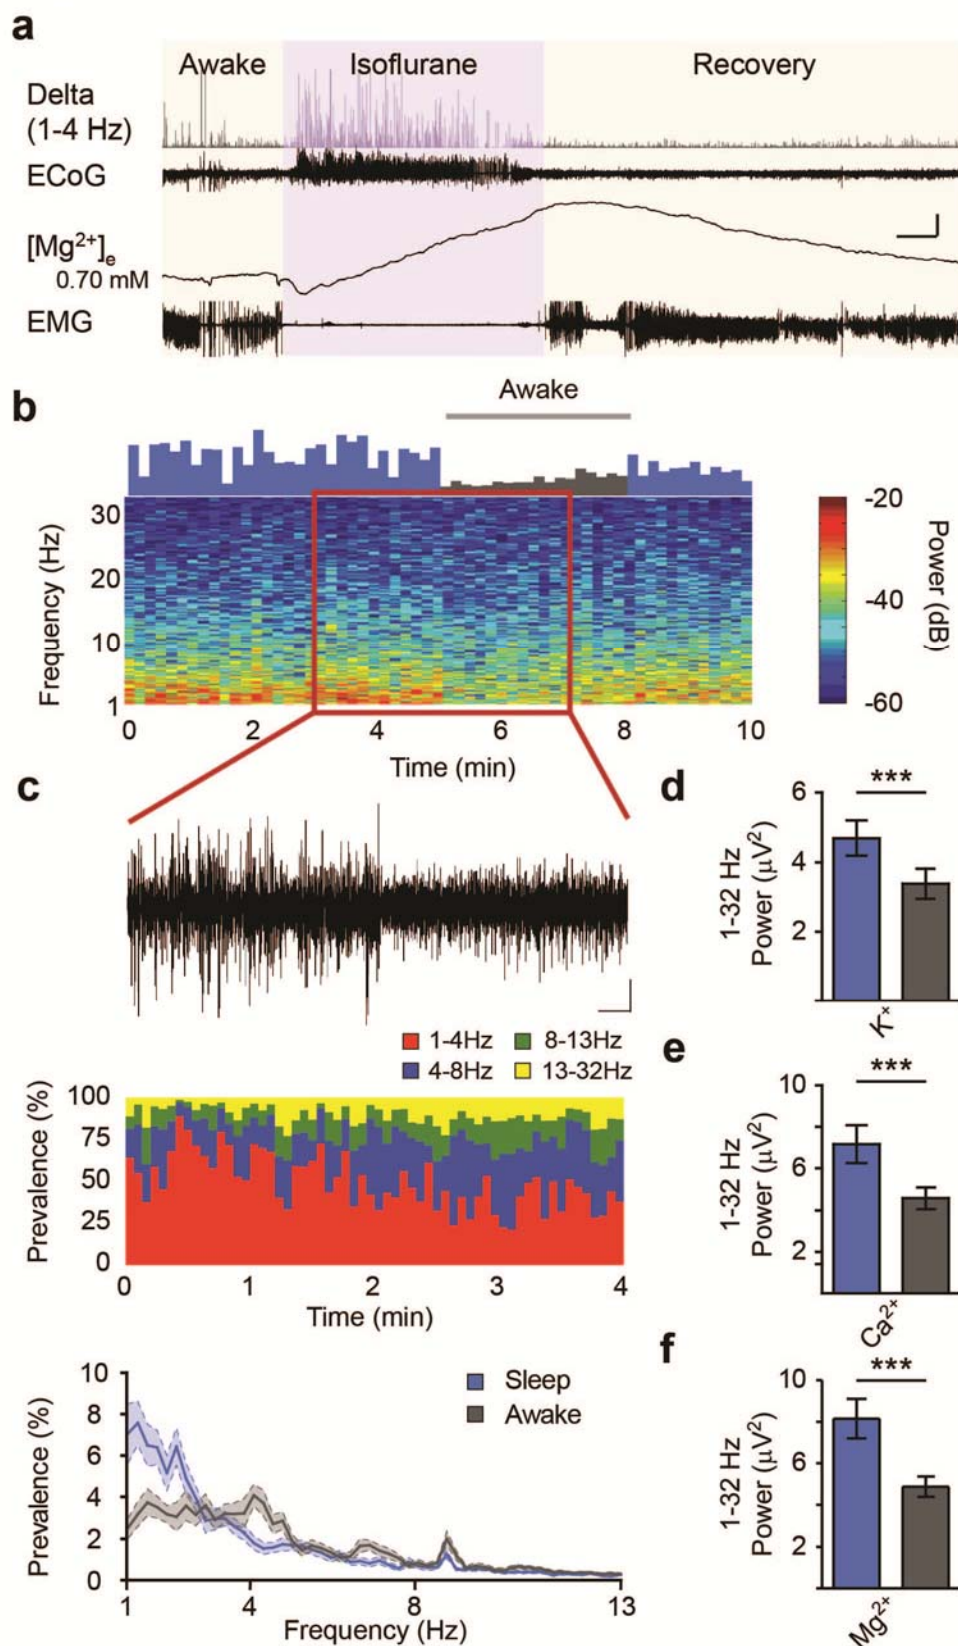 a
Awake Isoflurane Recovery
Delta
(1-4 Hz)
ECoG
[Mg²⁺]ₑ
0.70 mM
EMG
b
Awake
Frequency (Hz)
30
20
10
1
0 2 4 6 8 10
Time (min)
-20
-40
-60
Power (dB)
c
1-4Hz 8-13Hz
4-8Hz 13-32Hz
Prevalence (%)
100
75
50
25
0
0 1 2 3 4
Time (min)
Prevalence (%)
10
8
6
4
2
0
Sleep
Awake
1 4 8 13
Frequency (Hz)
d
***
1-32 Hz
Power (µV²)
6
4
2
K⁺
e
***
1-32 Hz
Power (µV²)
10
6
2
Ca²⁺
f
***
1-32 Hz
Power (µV²)
10
6
2
Mg²⁺